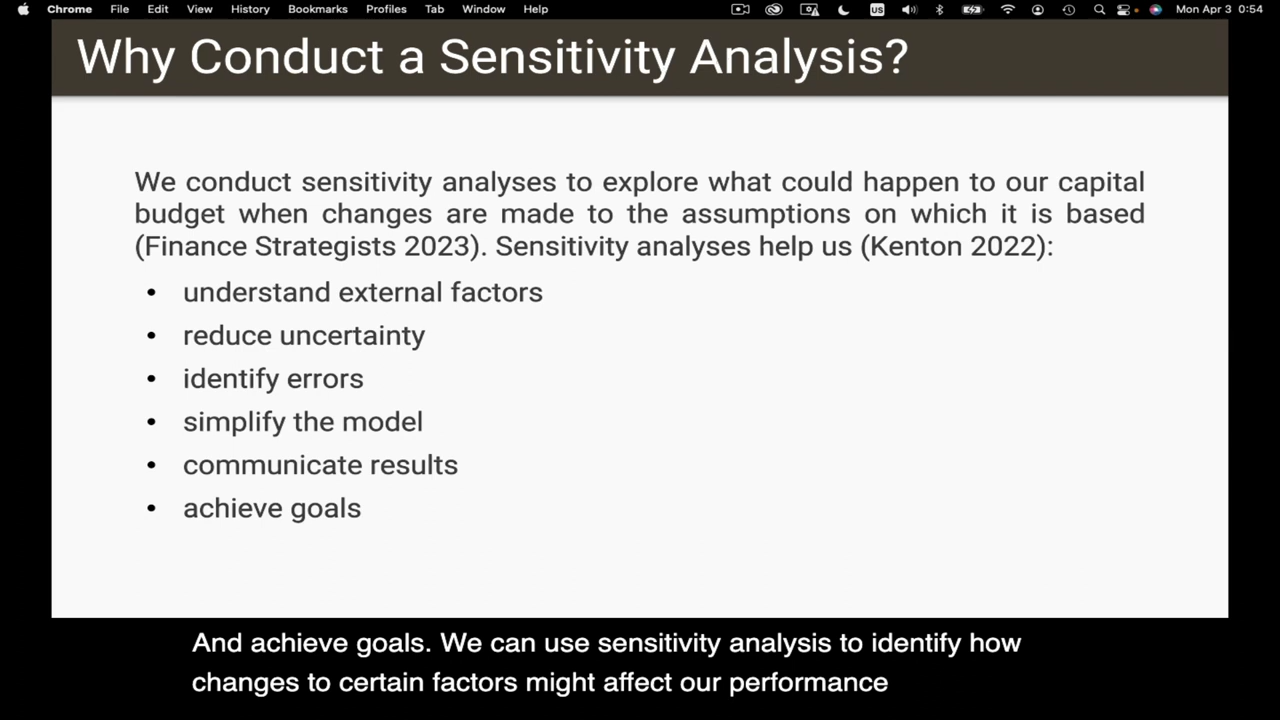 Chrome File Edit View History Bookmarks Profiles Tab Window Help US Mon Apr 3 0:54
Why Conduct a Sensitivity Analysis?
We conduct sensitivity analyses to explore what could happen to our capital
budget when changes are made to the assumptions on which it is based
(Finance Strategists 2023). Sensitivity analyses help us (Kenton 2022):
• understand external factors
• reduce uncertainty
• identify errors
• simplify the model
• communicate results
• achieve goals
And achieve goals. We can use sensitivity analysis to identify how
changes to certain factors might affect our performance